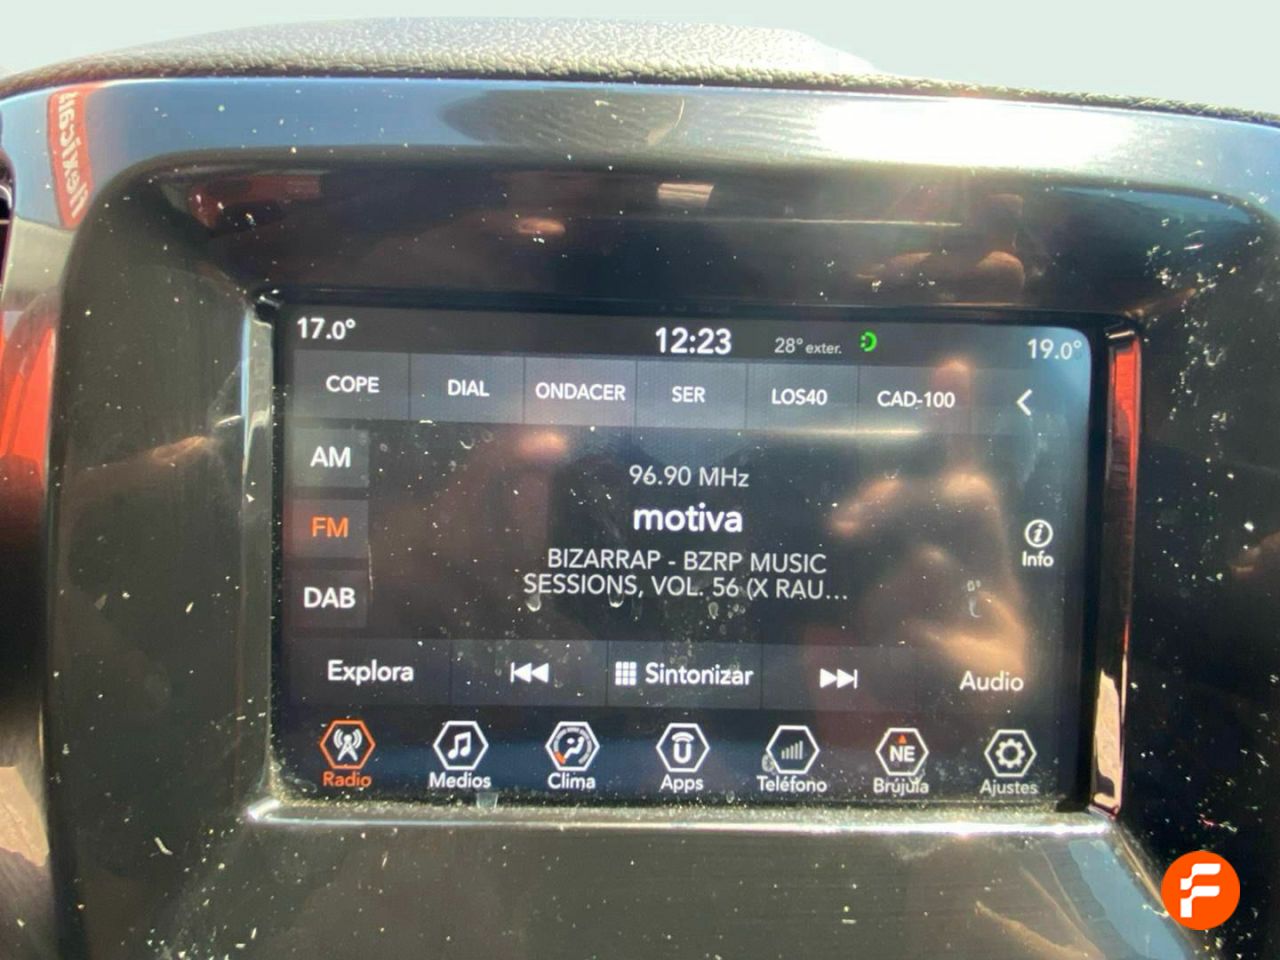 flexicar
17.0°
12:23
28° exter.
19.0°
COPE
DIAL
ONDACER
SER
LOS40
CAD-100
AM
96.90 MHz
motiva
FM
BIZARRAP - BZRP MUSIC
SESSIONS, VOL. 56 (X RAU...
Info
DAB
Explora
Sintonizar
Audio
Radio
Medios
Clima
Apps
Teléfono
NE
Brújula
Ajustes